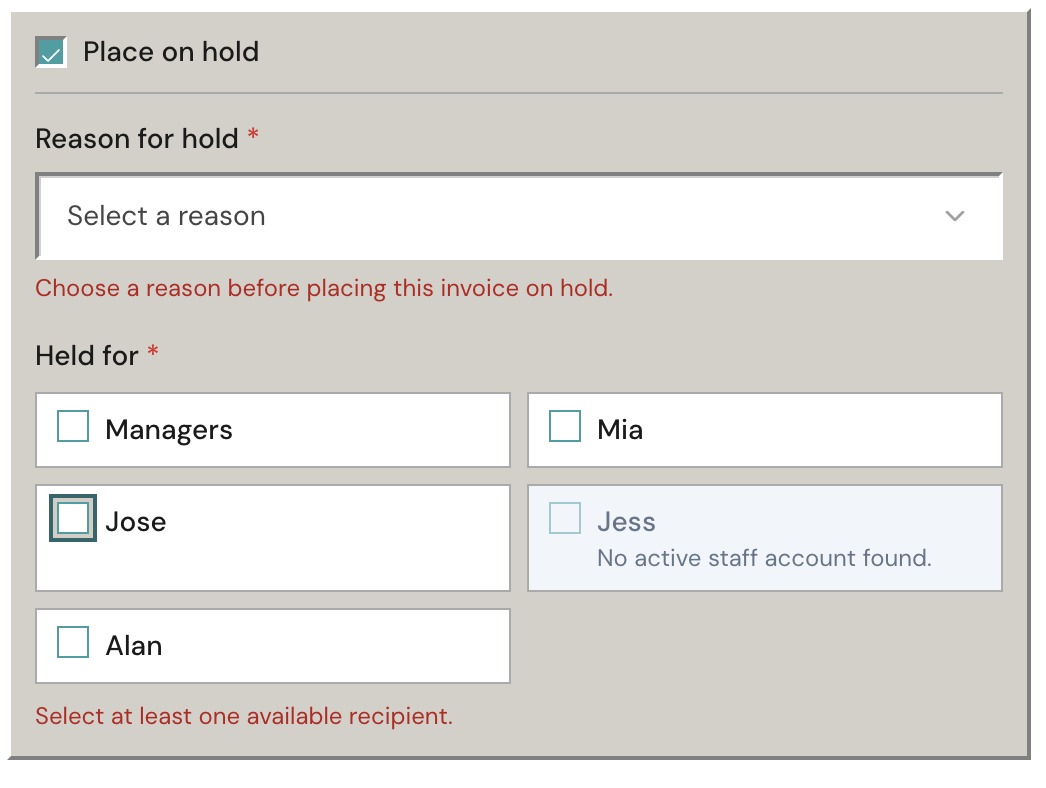 Place on hold
Reason for hold *
Select a reason
Choose a reason before placing this invoice on hold.
Held for *
Managers
Mia
Jose
Jess
No active staff account found.
Alan
Select at least one available recipient.